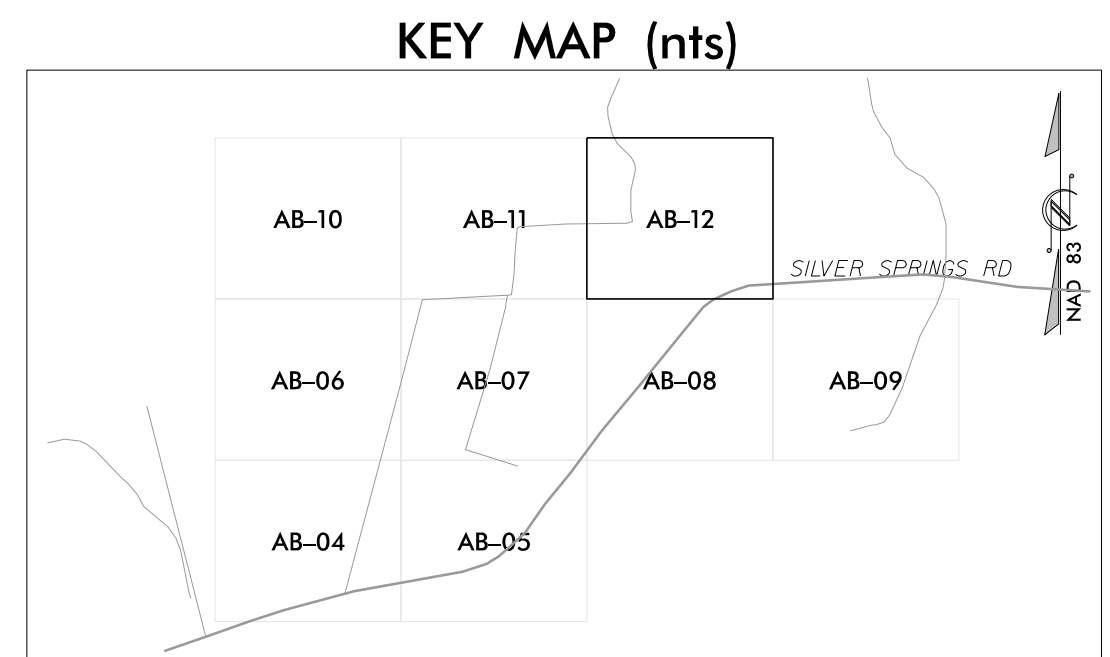 KEY MAP (nts)
AB–10
AB–11
AB–12
SILVER SPRINGS RD
NAD 83
AB–06
AB–07
AB–08
AB–09
AB–04
AB–05